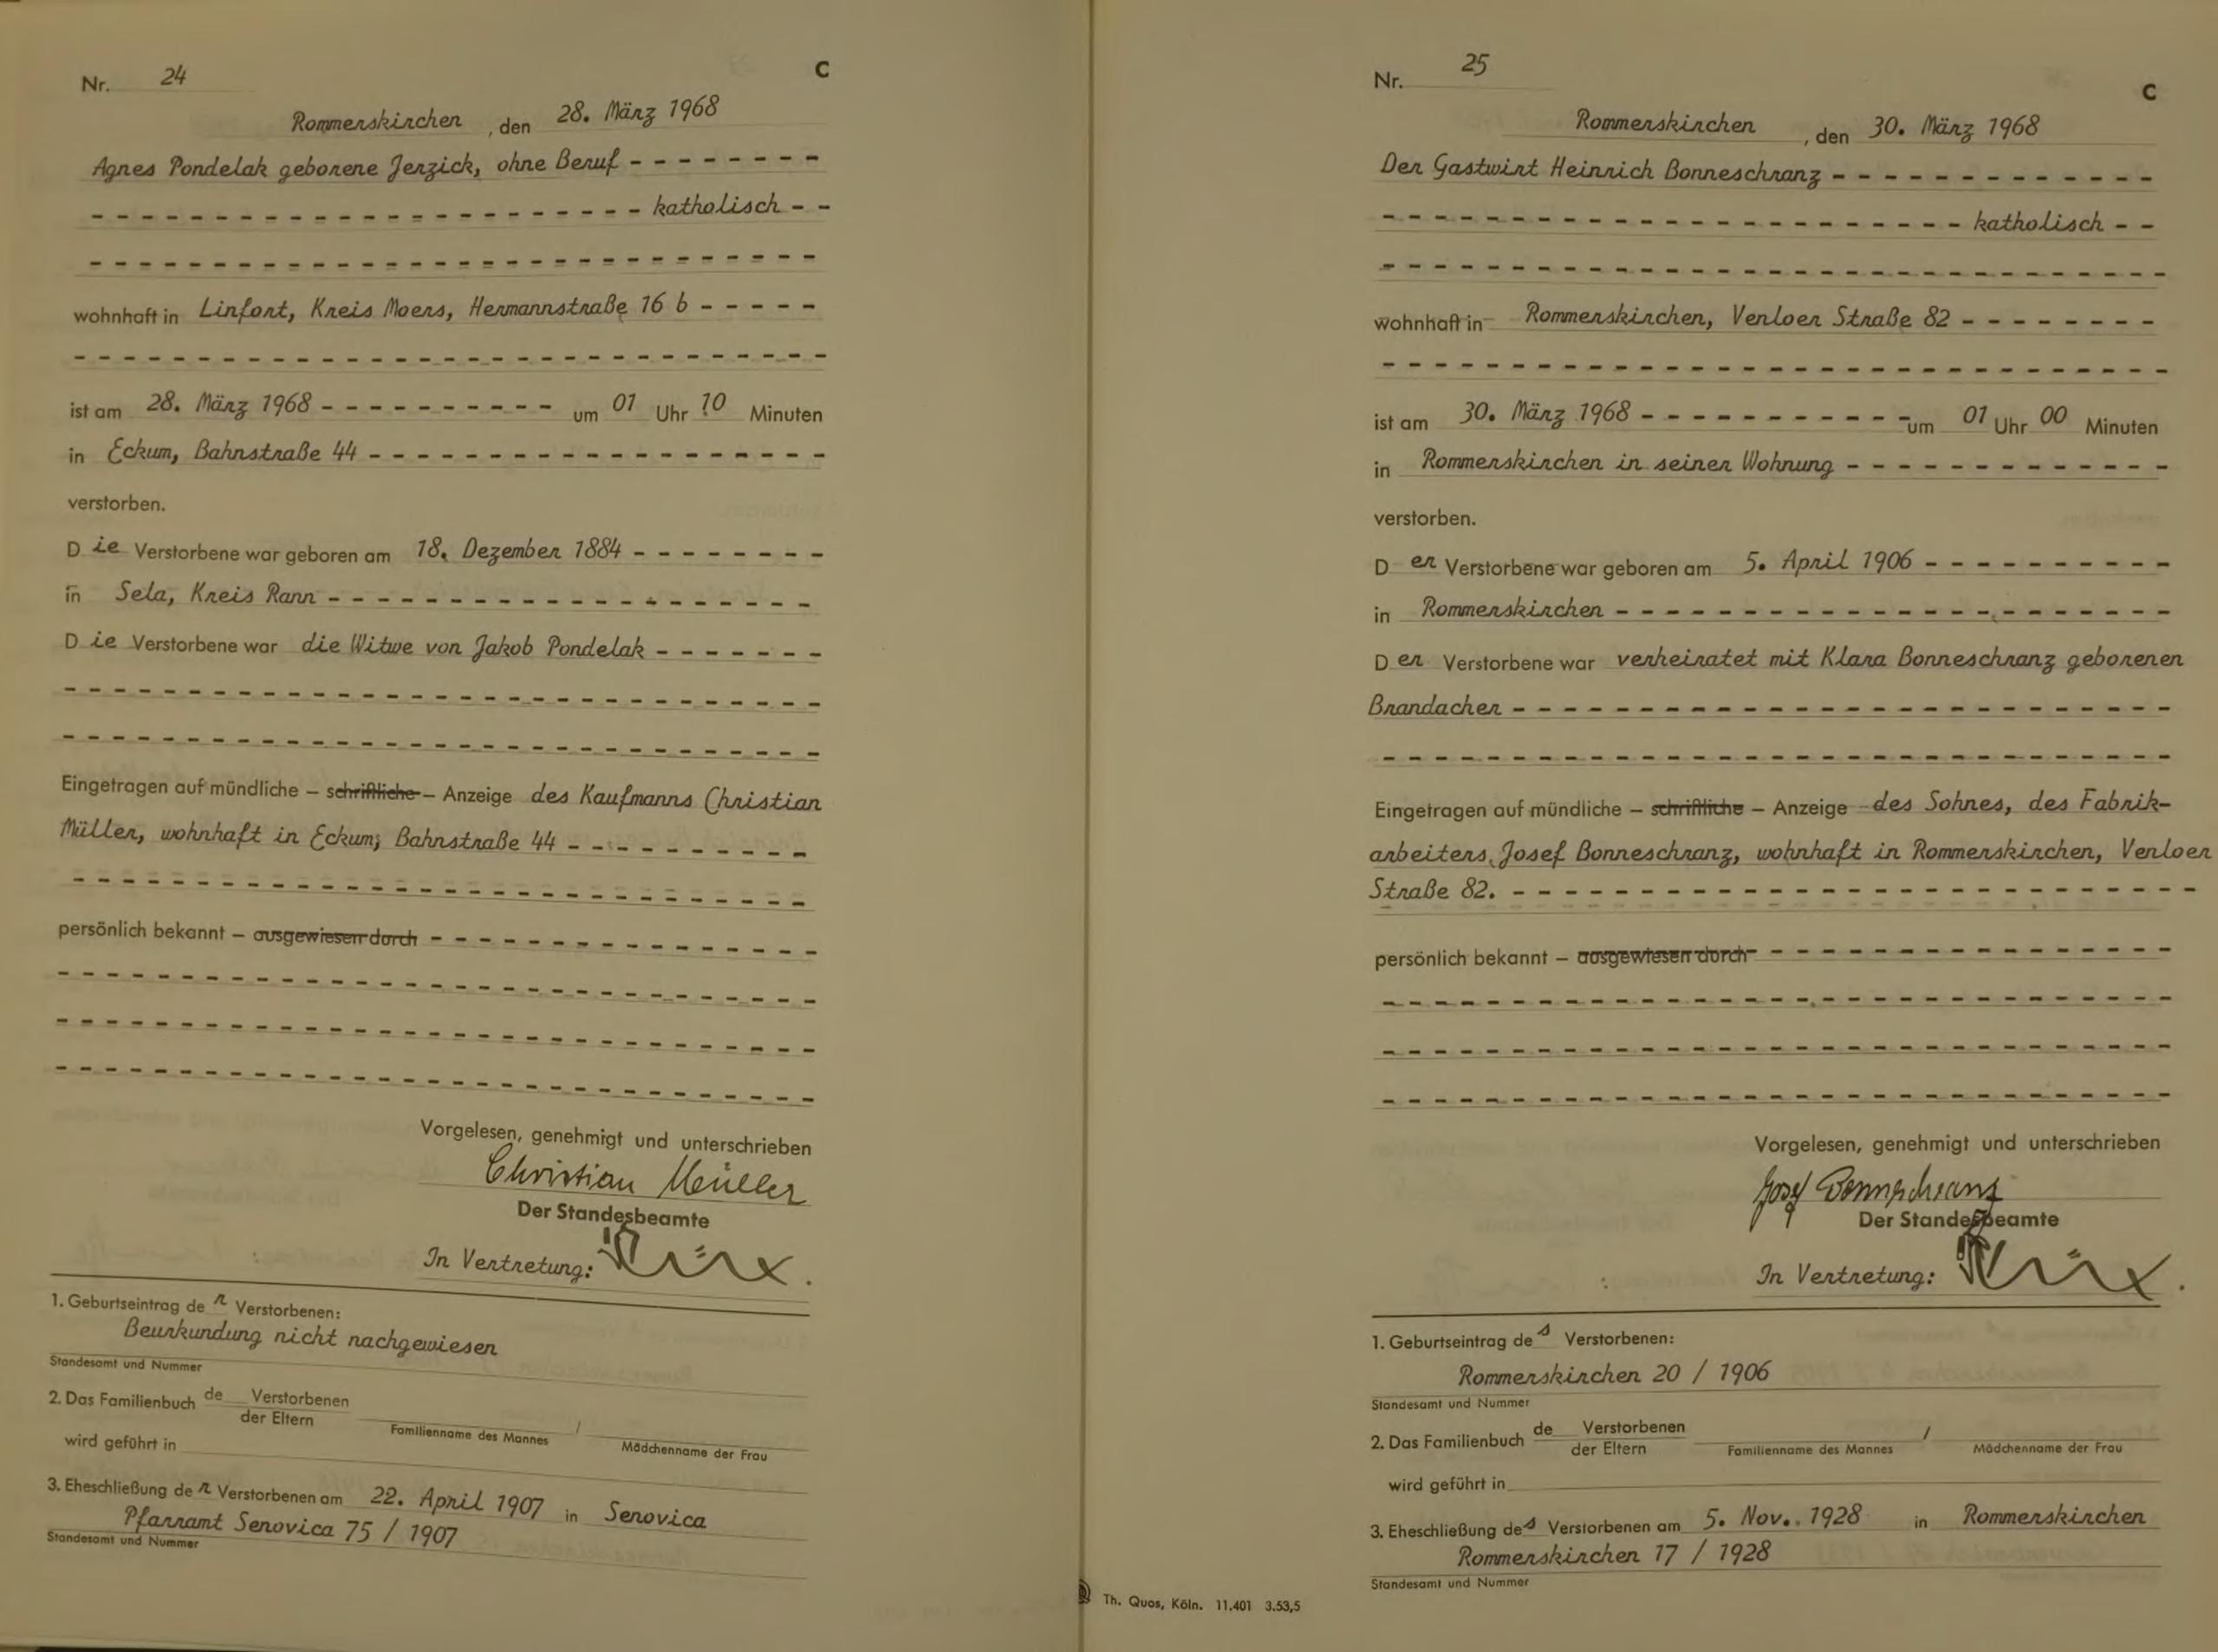 Nr. 24
C
Rommerskirchen, den 28. März 1968
Agnes Pondelak geborene Jerzick, ohne Beruf - - - - - - - -
- - - - - - - - - - - - - - - - - - - - - - - katholisch - -
wohnhaft in Linfort, Kreis Moers, Hermannstraße 16 b - - - - -
ist am 28. März 1968 - - - - - - - - - - um 01 Uhr 10 Minuten
in Eckum, Bahnstraße 44 - - - - - - - - - - - - - - - - - - -
verstorben.
Die Verstorbene war geboren am 18. Dezember 1884 - - - - - - - -
in Sela, Kreis Rann - - - - - - - - - - - - - - - - - - - -
Die Verstorbene war die Witwe von Jakob Pondelak - - - - - - -
Eingetragen auf mündliche – schriftliche – Anzeige des Kaufmanns Christian
Müller, wohnhaft in Eckum, Bahnstraße 44 - - - - - - - - - -
persönlich bekannt – ausgewiesen durch - - - - - - - - - - - - - - - -
Vorgelesen, genehmigt und unterschrieben
Christian Müller
Der Standesbeamte
In Vertretung:
1. Geburtseintrag der Verstorbenen:
Beurkundung nicht nachgewiesen
Standesamt und Nummer
2. Das Familienbuch de Verstorbenen
der Eltern
Familienname des Mannes / Mädchenname der Frau
wird geführt in
3. Eheschließung der Verstorbenen am 22. April 1907 in Senovica
Pfarramt Senovica 75 / 1907
Standesamt und Nummer
Nr. 25
C
Rommerskirchen, den 30. März 1968
Der Gastwirt Heinrich Bonneschranz - - - - - - - - - - - - -
- - - - - - - - - - - - - - - - - - - - - - - katholisch - -
wohnhaft in Rommerskirchen, Venloer Straße 82 - - - - - - - -
ist am 30. März 1968 - - - - - - - - - - - um 01 Uhr 00 Minuten
in Rommerskirchen in seiner Wohnung - - - - - - - - - - - - -
verstorben.
Der Verstorbene war geboren am 5. April 1906 - - - - - - - - - -
in Rommerskirchen - - - - - - - - - - - - - - - - - - - - - -
Der Verstorbene war verheiratet mit Klara Bonneschranz geborenen
Brandacher - - - - - - - - - - - - - - - - - - - - - - - - - -
Eingetragen auf mündliche – schriftliche – Anzeige des Sohnes, des Fabrik-
arbeiters, Josef Bonneschranz, wohnhaft in Rommerskirchen, Venloer
Straße 82. - - - - - - - - - - - - - - - - - - - - - - - - - -
persönlich bekannt – ausgewiesen durch - - - - - - - - - - - - - - - -
Vorgelesen, genehmigt und unterschrieben
Josef Bonneschranz
Der Standesbeamte
In Vertretung:
1. Geburtseintrag des Verstorbenen:
Rommerskirchen 20 / 1906
Standesamt und Nummer
2. Das Familienbuch de Verstorbenen
der Eltern
Familienname des Mannes / Mädchenname der Frau
wird geführt in
3. Eheschließung des Verstorbenen am 5. Nov. 1928 in Rommerskirchen
Rommerskirchen 17 / 1928
Standesamt und Nummer
Th. Quos, Köln. 11.401 3.53,5